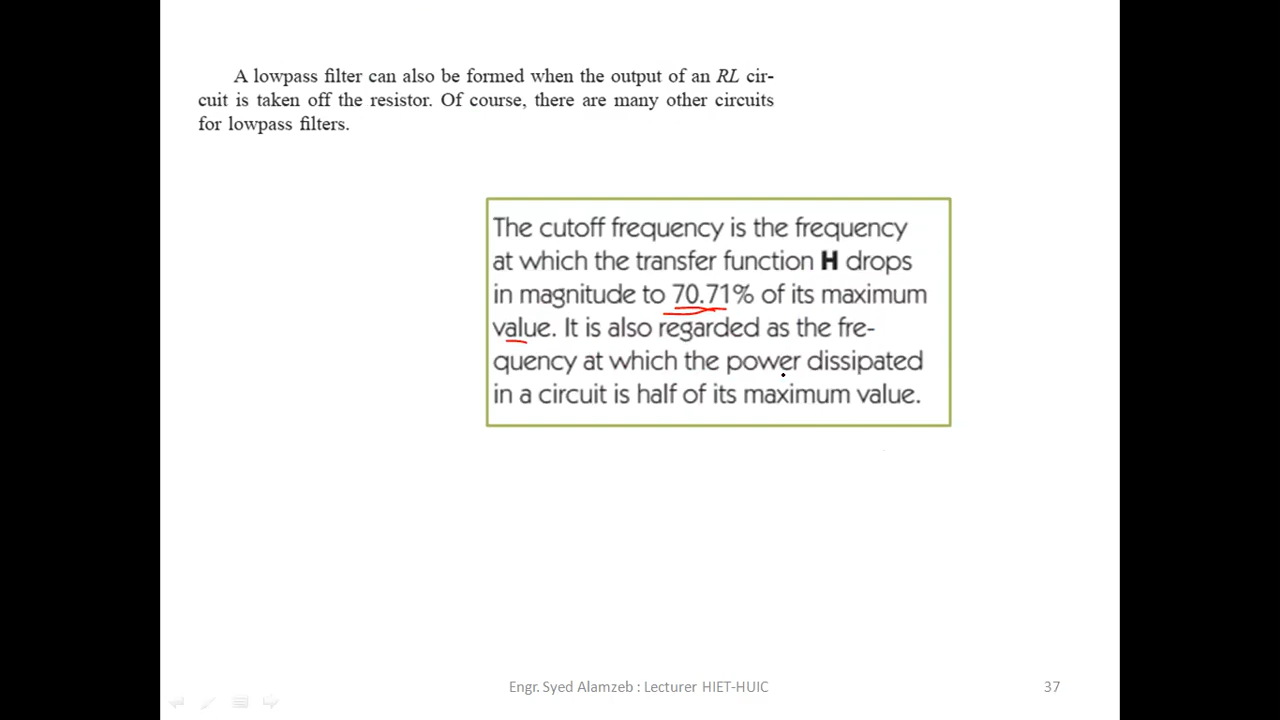 A lowpass filter can also be formed when the output of an RL cir-
cuit is taken off the resistor. Of course, there are many other circuits
for lowpass filters.
The cutoff frequency is the frequency
at which the transfer function H drops
in magnitude to 70.71% of its maximum
value. It is also regarded as the fre-
quency at which the power dissipated
in a circuit is half of its maximum value.
Engr. Syed Alamzeb : Lecturer HIET-HUIC
37